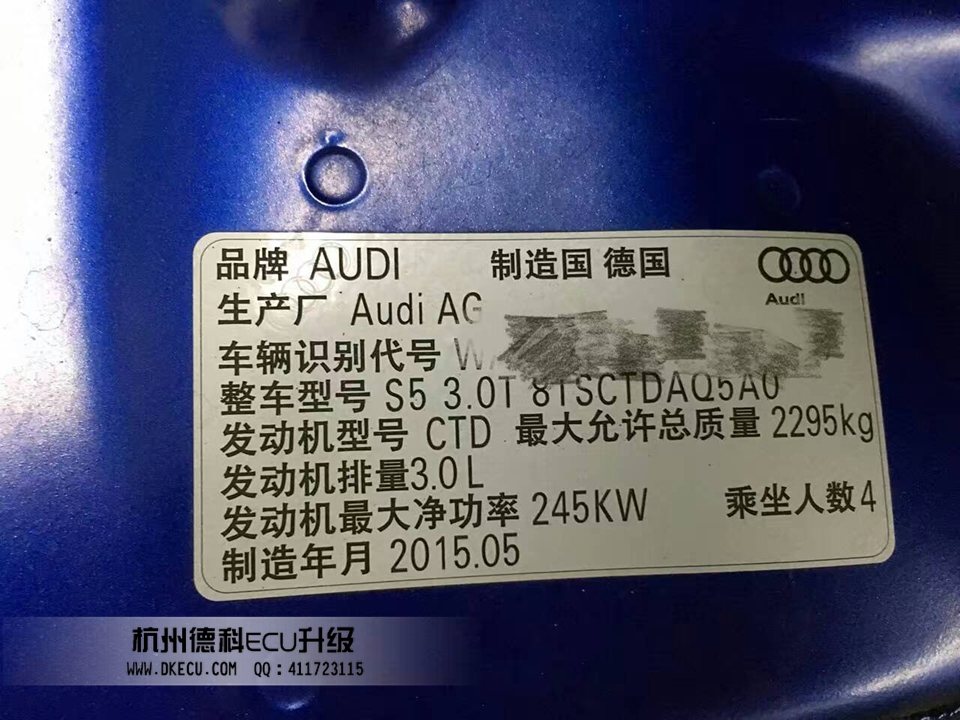 品牌 AUDI 制造国 德国
Audi
生产厂 Audi AG
车辆识别代号
整车型号 S5 3.0T 8TSCTDAQ5A0
发动机型号 CTD 最大允许总质量 2295kg
发动机排量3.0L
发动机最大净功率 245KW 乘坐人数4
制造年月 2015.05
杭州德科ECU升级
WWW.DKECU.COM QQ:411723115